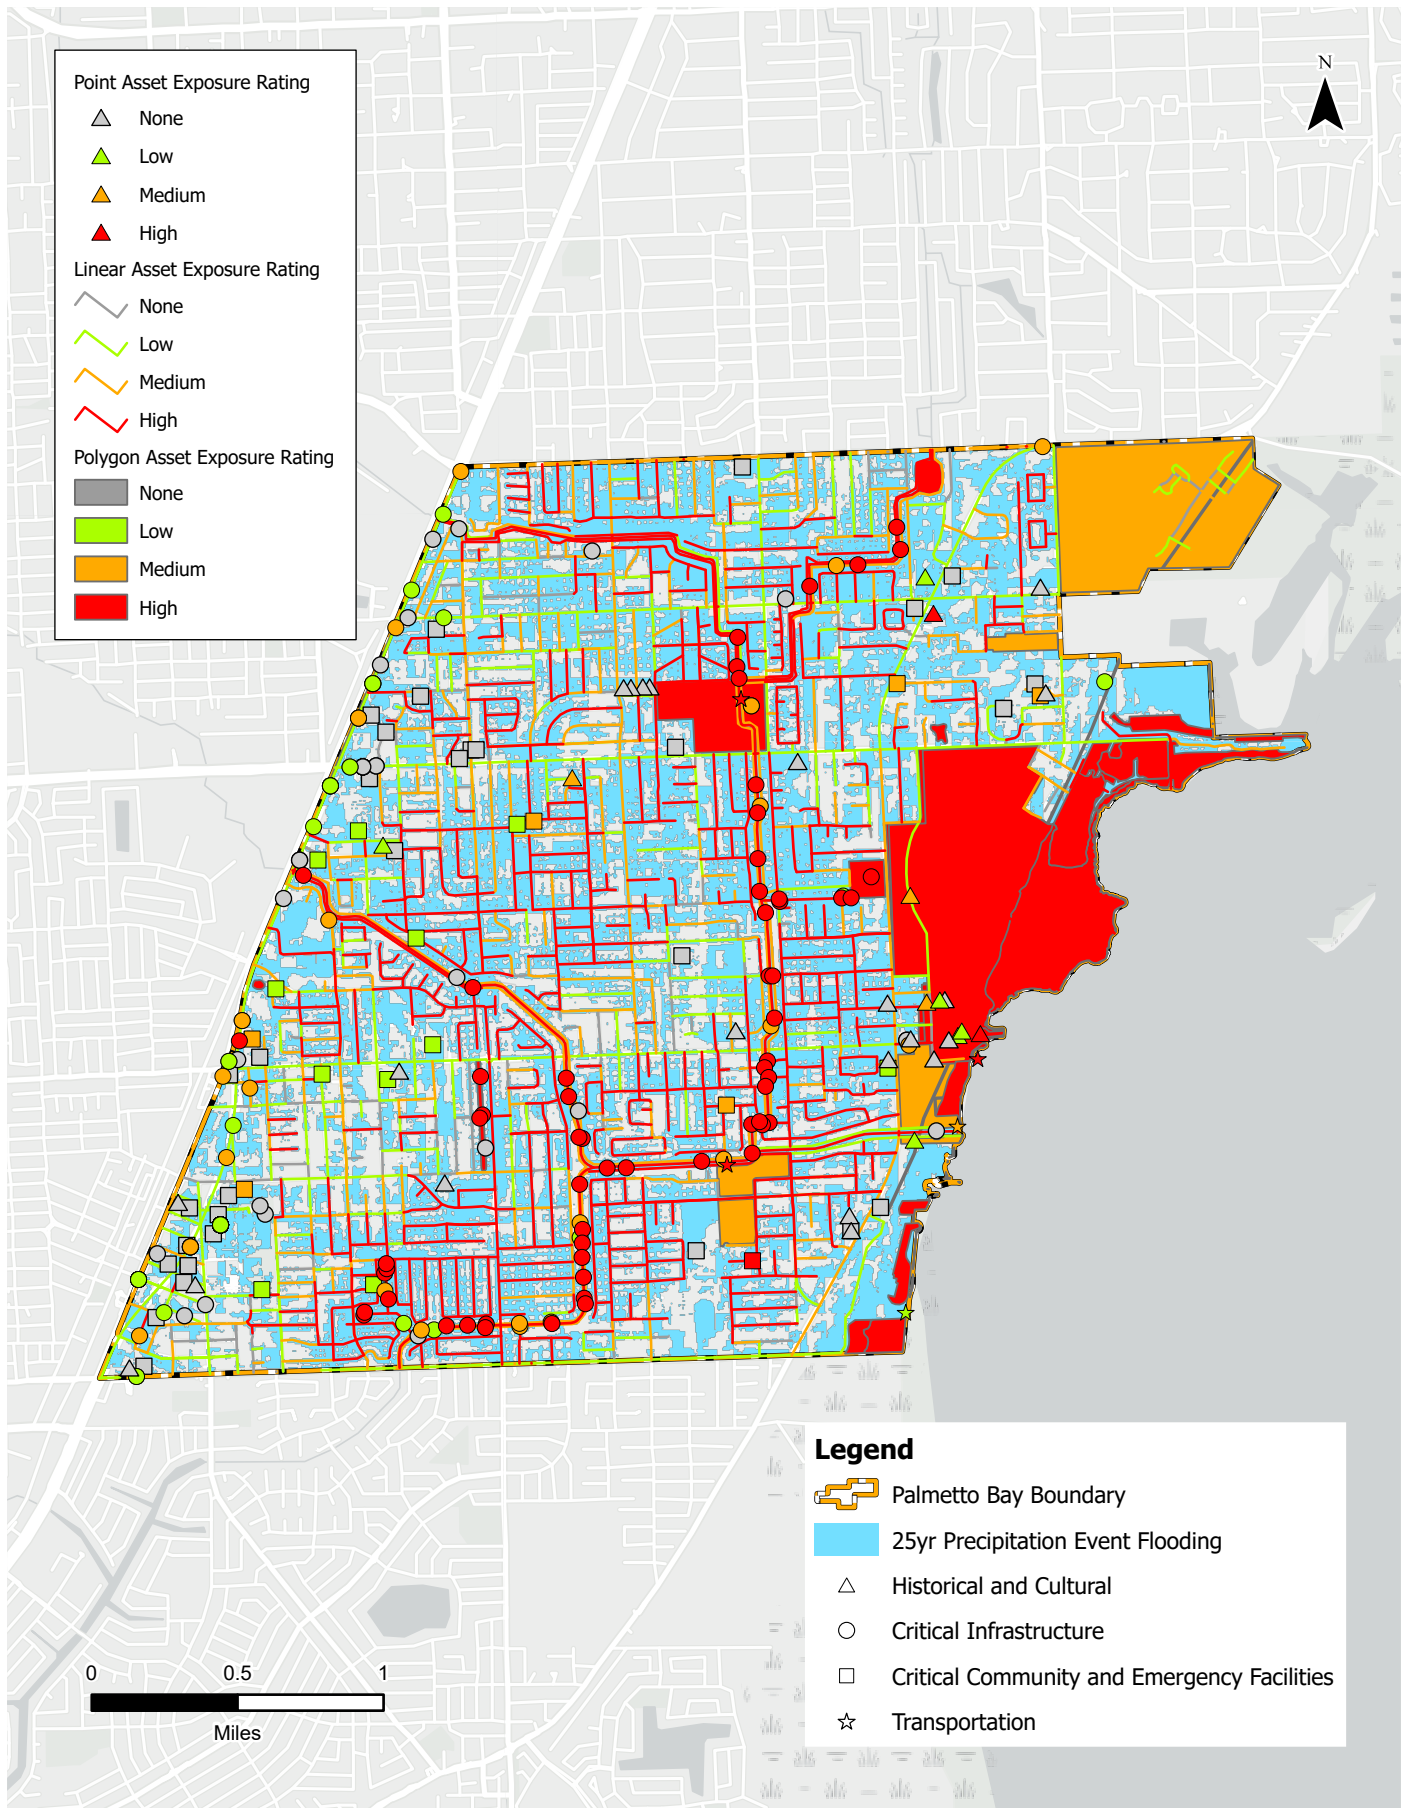 Point Asset Exposure Rating
None
Low
Medium
High
Linear Asset Exposure Rating
None
Low
Medium
High
Polygon Asset Exposure Rating
None
Low
Medium
High
N
Legend
Palmetto Bay Boundary
25yr Precipitation Event Flooding
Historical and Cultural
Critical Infrastructure
Critical Community and Emergency Facilities
Transportation
0 0.5 1
Miles